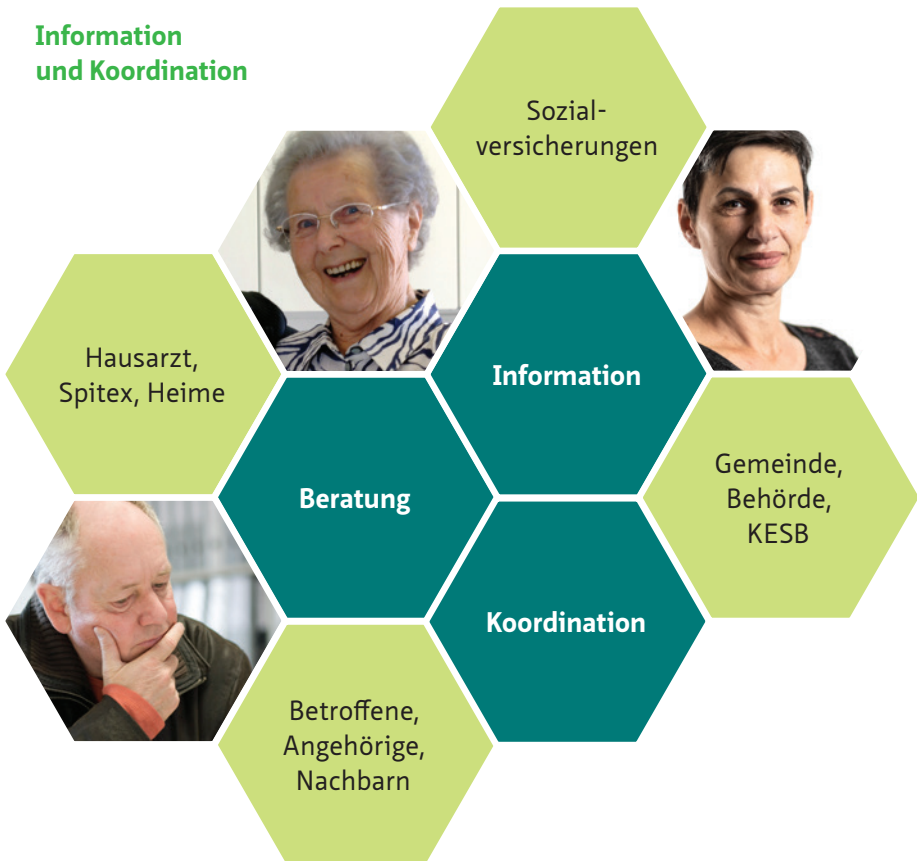 Information
und Koordination
Sozial-
versicherungen
Hausarzt,
Spitex, Heime
Information
Beratung
Gemeinde,
Behörde,
KESB
Koordination
Betroffene,
Angehörige,
Nachbarn